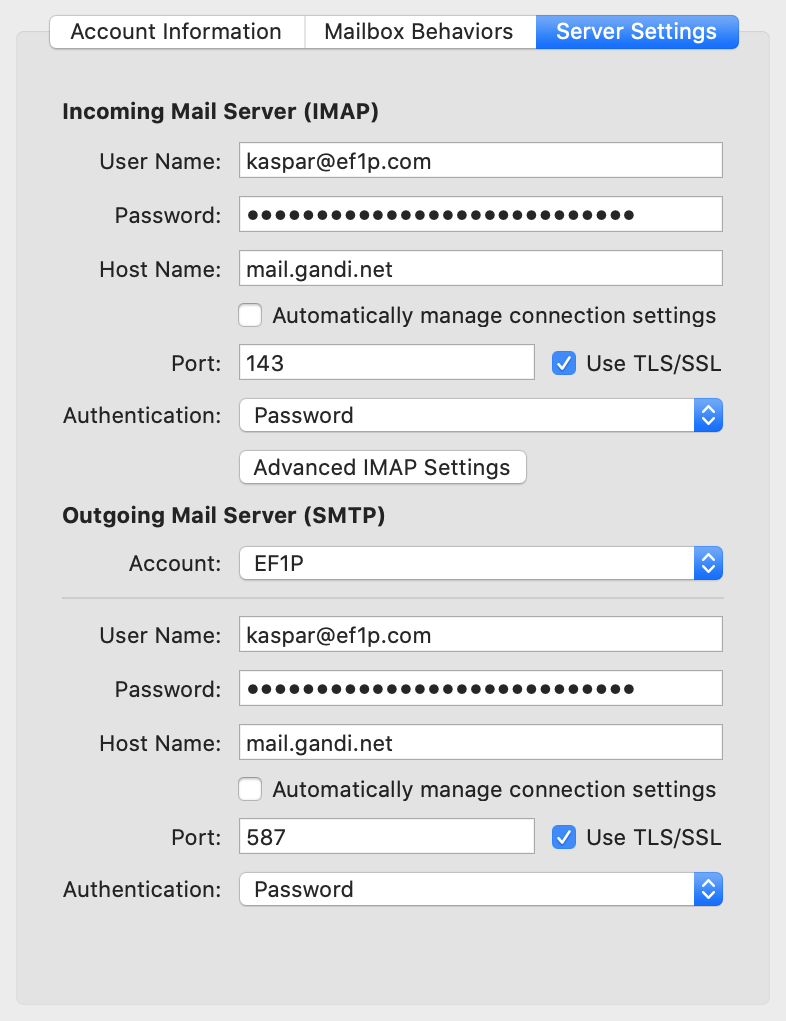 Account Information Mailbox Behaviors Server Settings
Incoming Mail Server (IMAP)
User Name: kaspar@ef1p.com
Password: ••••••••••••••••••••••••••••
Host Name: mail.gandi.net
Automatically manage connection settings
Port: 143 Use TLS/SSL
Authentication: Password
Advanced IMAP Settings
Outgoing Mail Server (SMTP)
Account: EF1P
User Name: kaspar@ef1p.com
Password: ••••••••••••••••••••••••••••
Host Name: mail.gandi.net
Automatically manage connection settings
Port: 587 Use TLS/SSL
Authentication: Password